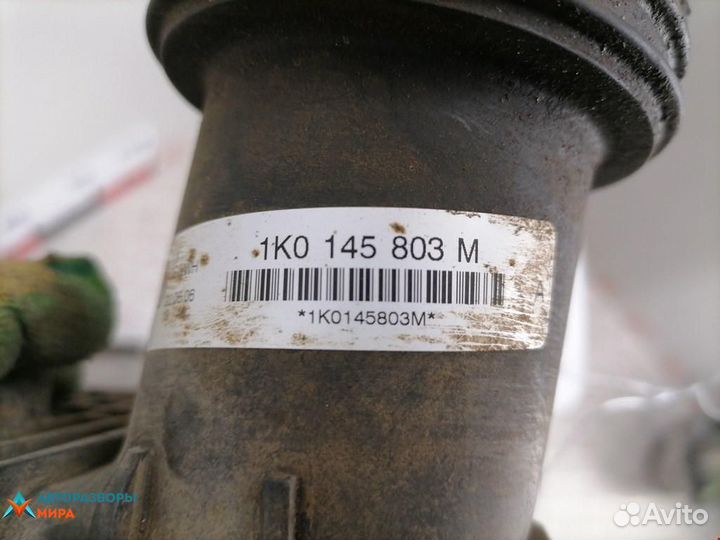 1K0 145 803 M
A
*1K0145803M*
АВТОРАЗБОРЫ
МИРА
Avito